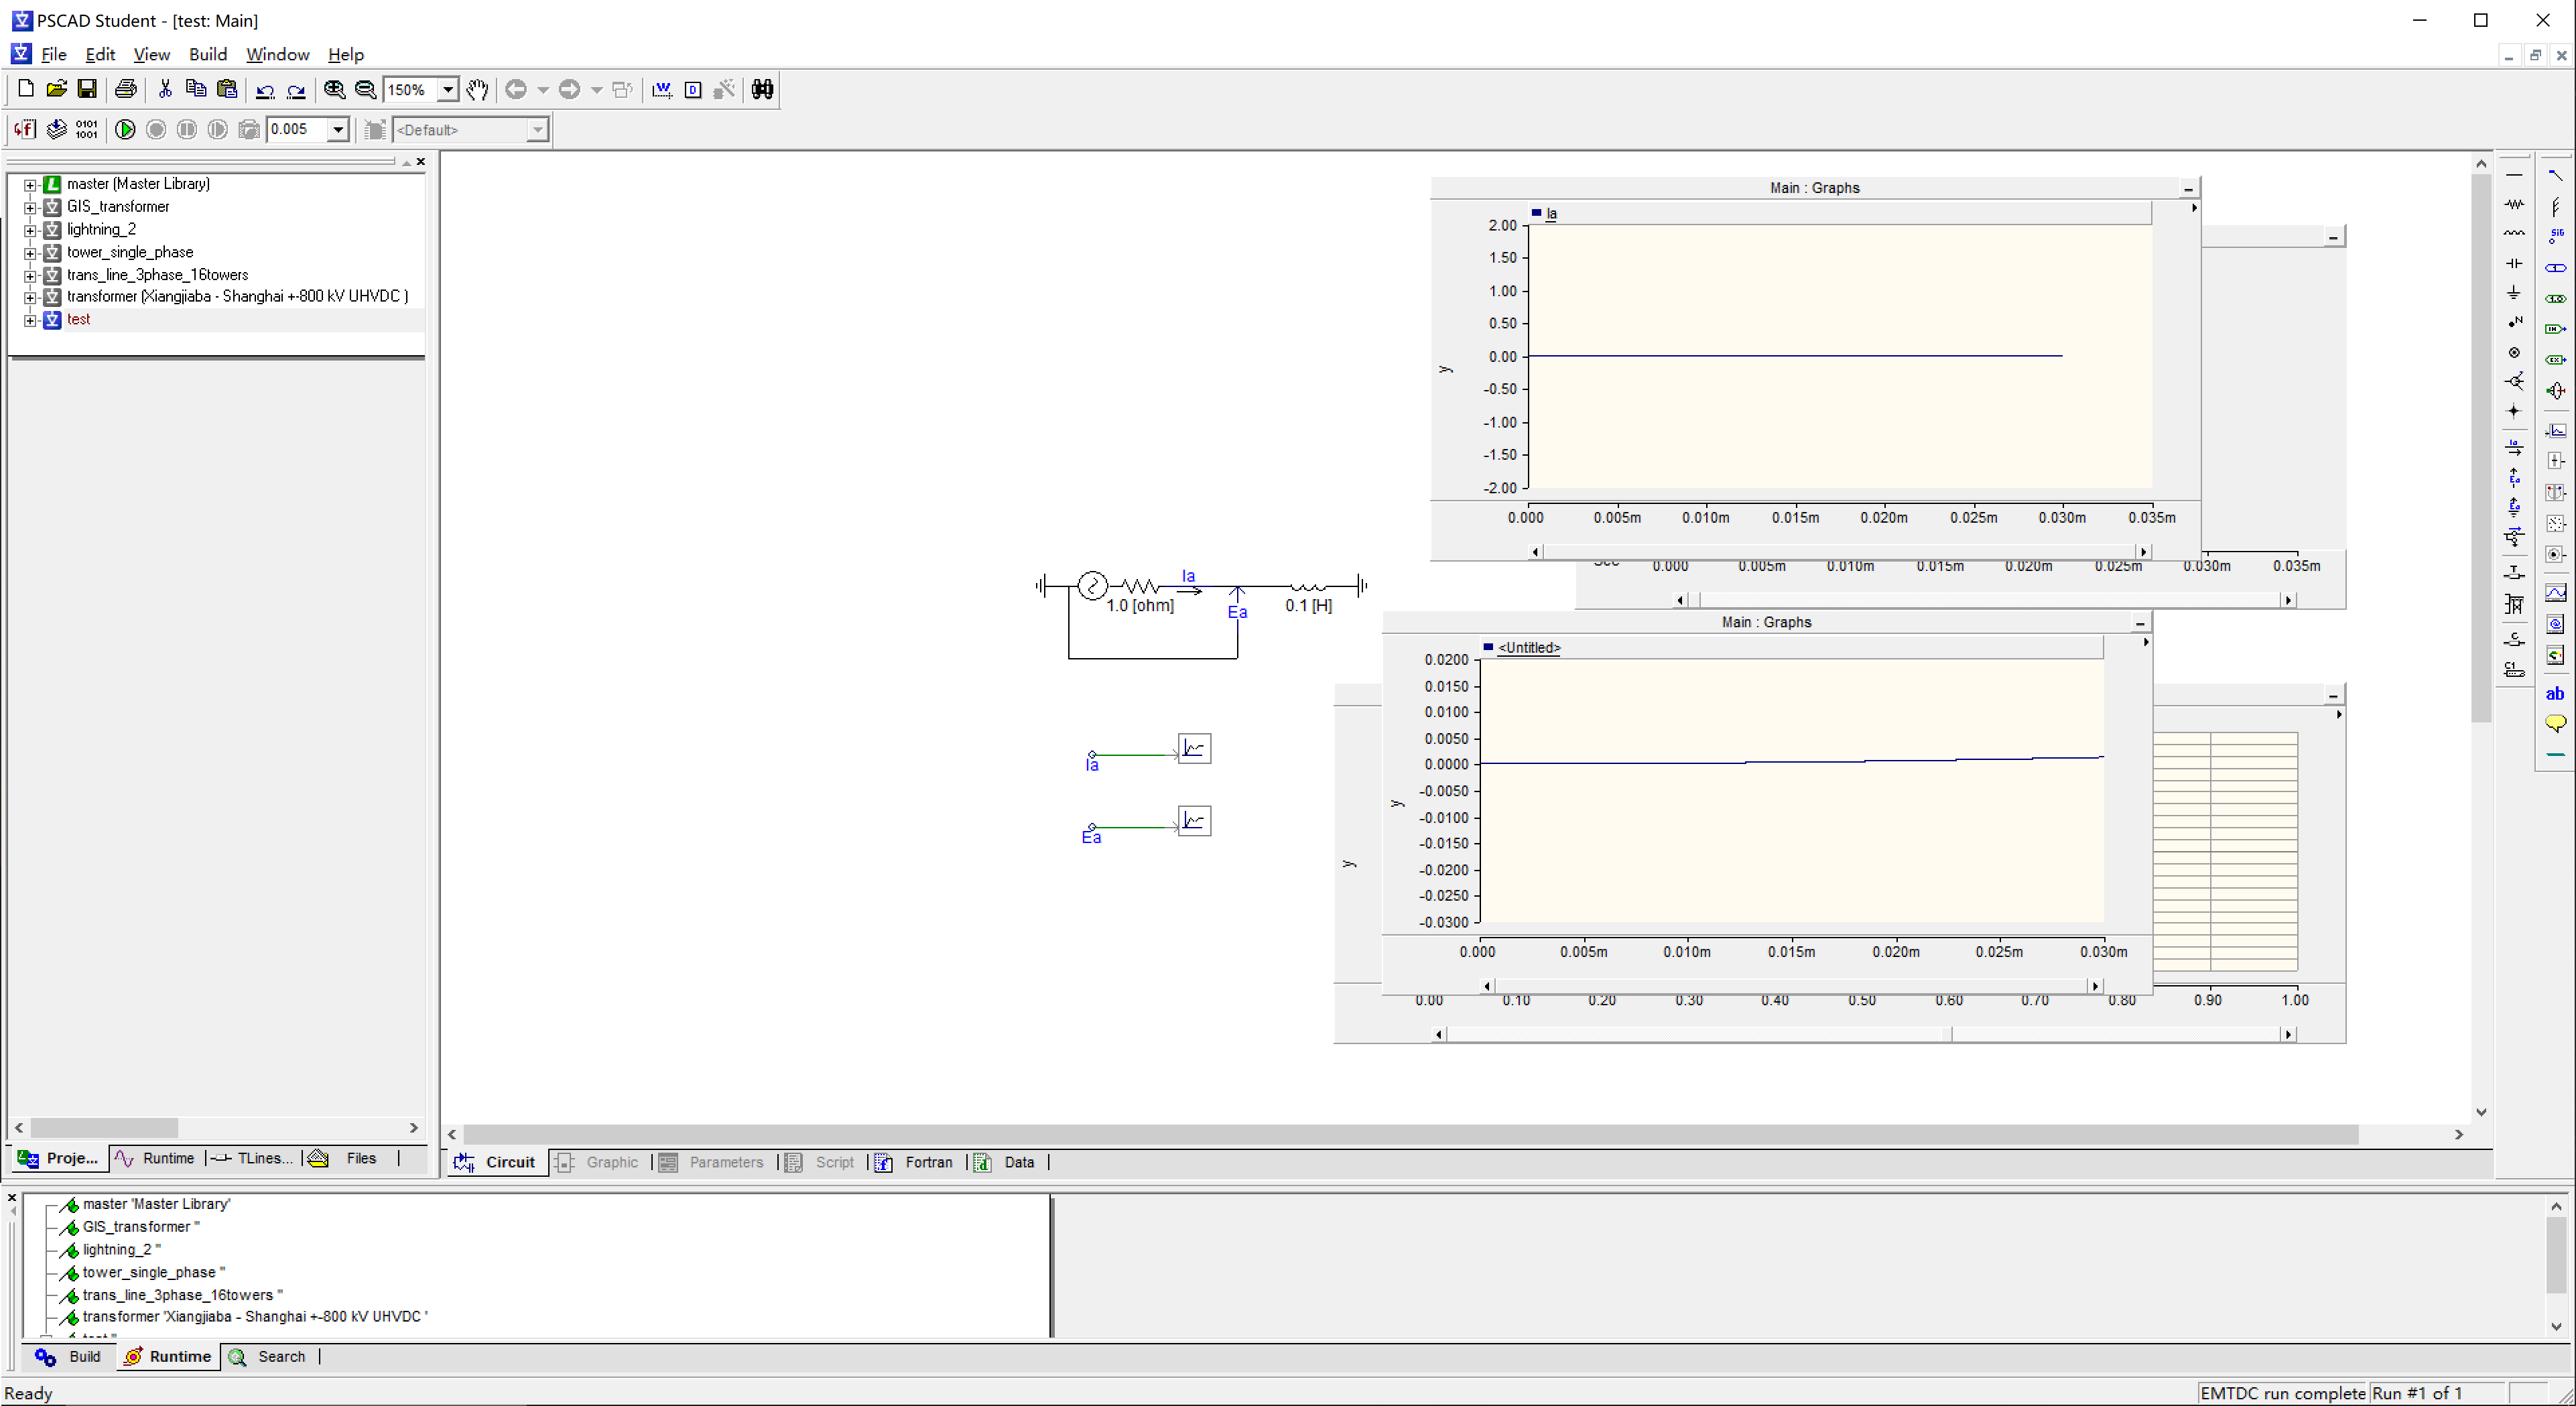 PSCAD Student - [test: Main]
File Edit View Build Window Help
150%
0.005
<Default>
master (Master Library)
GIS_transformer
lightning_2
tower_single_phase
trans_line_3phase_16towers
transformer (Xiangjiaba - Shanghai +-800 kV UHVDC )
test
Main : Graphs
Ia
2.00
1.50
1.00
0.50
0.00
-0.50
-1.00
-1.50
-2.00
y
0.000 0.005m 0.010m 0.015m 0.020m 0.025m 0.030m 0.035m
0.000 0.005m 0.010m 0.015m 0.020m 0.025m 0.030m 0.035m
Ia
1.0 [ohm]
Ea
0.1 [H]
Main : Graphs
<Untitled>
0.0200
0.0150
0.0100
0.0050
0.0000
-0.0050
-0.0100
-0.0150
-0.0200
-0.0250
-0.0300
y
y
0.000 0.005m 0.010m 0.015m 0.020m 0.025m 0.030m
0.00 0.10 0.20 0.30 0.40 0.50 0.60 0.70 0.80 0.90 1.00
Ia
Ea
Proje... Runtime TLines... Files
Circuit Graphic Parameters Script Fortran Data
master 'Master Library'
GIS_transformer ''
lightning_2 ''
tower_single_phase ''
trans_line_3phase_16towers ''
transformer 'Xiangjiaba - Shanghai +-800 kV UHVDC '
Build Runtime Search
Ready
EMTDC run complete Run #1 of 1
ab